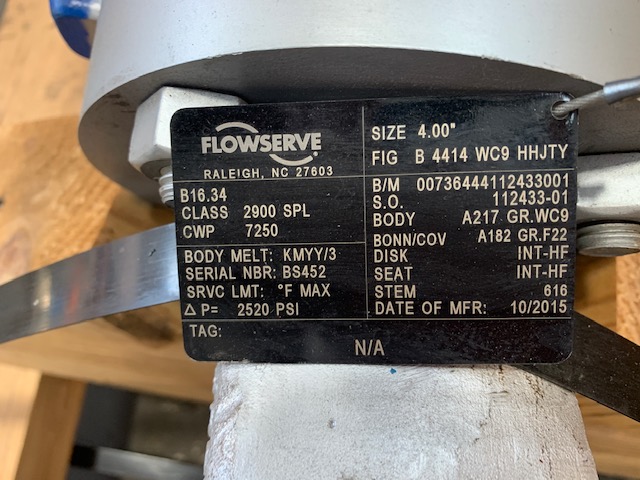 FLOWSERVE
RALEIGH, NC 27603
B16.34
CLASS 2900 SPL
CWP 7250
BODY MELT: KMYY/3
SERIAL NBR: BS452
SRVC LMT: °F MAX
△ P= 2520 PSI
SIZE 4.00"
FIG B 4414 WC9 HHJTY
B/M 00736444112433001
S.O. 112433-01
BODY A217 GR.WC9
BONN/COV A182 GR.F22
DISK INT-HF
SEAT INT-HF
STEM 616
DATE OF MFR: 10/2015
TAG:
N/A